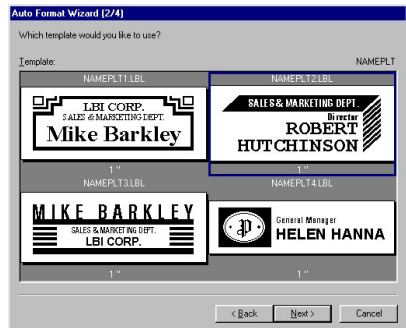 Auto Format Wizard (2/4)
Which template would you like to use?
Template:
NAMEPLT
NAMEPLT1.LBL
LBI CORP.
SALES & MARKETING DEPT.
Mike Barkley
1 "
NAMEPLT2.LBL
SALES & MARKETING DEPT.
Director
ROBERT
HUTCHINSON
1 "
NAMEPLT3.LBL
MIKE BARKLEY
SALES & MARKETING DEPT.
LBI CORP.
1 "
NAMEPLT4.LBL
P
General Manager
HELEN HANNA
1 "
< Back
Next >
Cancel